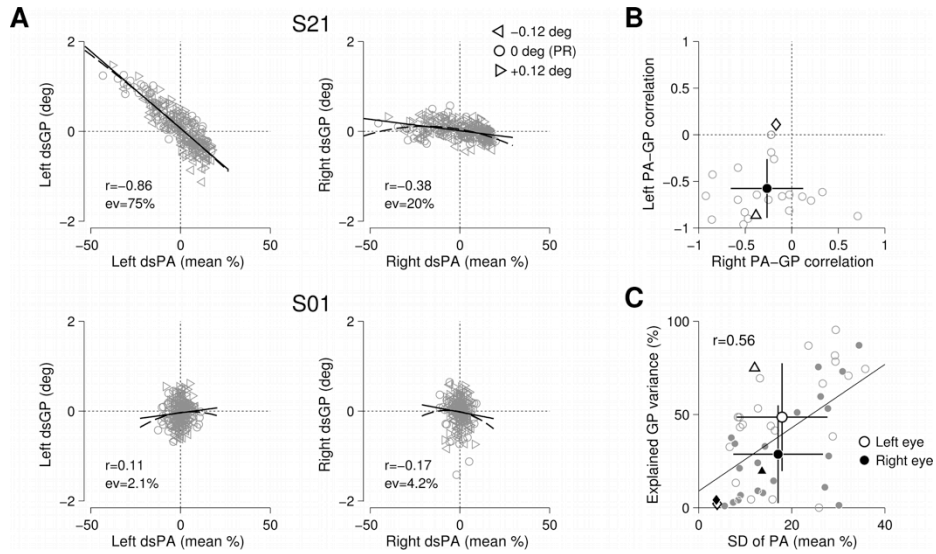 A
S21
B
◁ −0.12 deg
○ 0 deg (PR)
▷ +0.12 deg
2
0
−2
Left dsGP (deg)
r=−0.86
ev=75%
−50
0
50
Left dsPA (mean %)
2
0
−2
Right dsGP (deg)
r=−0.38
ev=20%
−50
0
50
Right dsPA (mean %)
1
0.5
0
−0.5
−1
Left PA−GP correlation
−1
−0.5
0
0.5
1
Right PA−GP correlation
S01
C
2
0
−2
Left dsGP (deg)
r=0.11
ev=2.1%
−50
0
50
Left dsPA (mean %)
2
0
−2
Right dsGP (deg)
r=−0.17
ev=4.2%
−50
0
50
Right dsPA (mean %)
100
50
0
Explained GP variance (%)
r=0.56
○ Left eye
● Right eye
0
20
40
SD of PA (mean %)